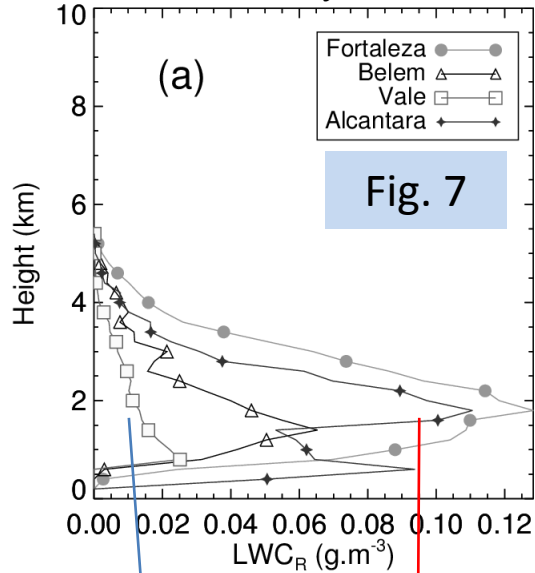 (a)
Fortaleza
Belem
Vale
Alcantara
Fig. 7
Height (km)
10
8
6
4
2
0
0.00 0.02 0.04 0.06 0.08 0.10 0.12
LWC_R (g.m⁻³)